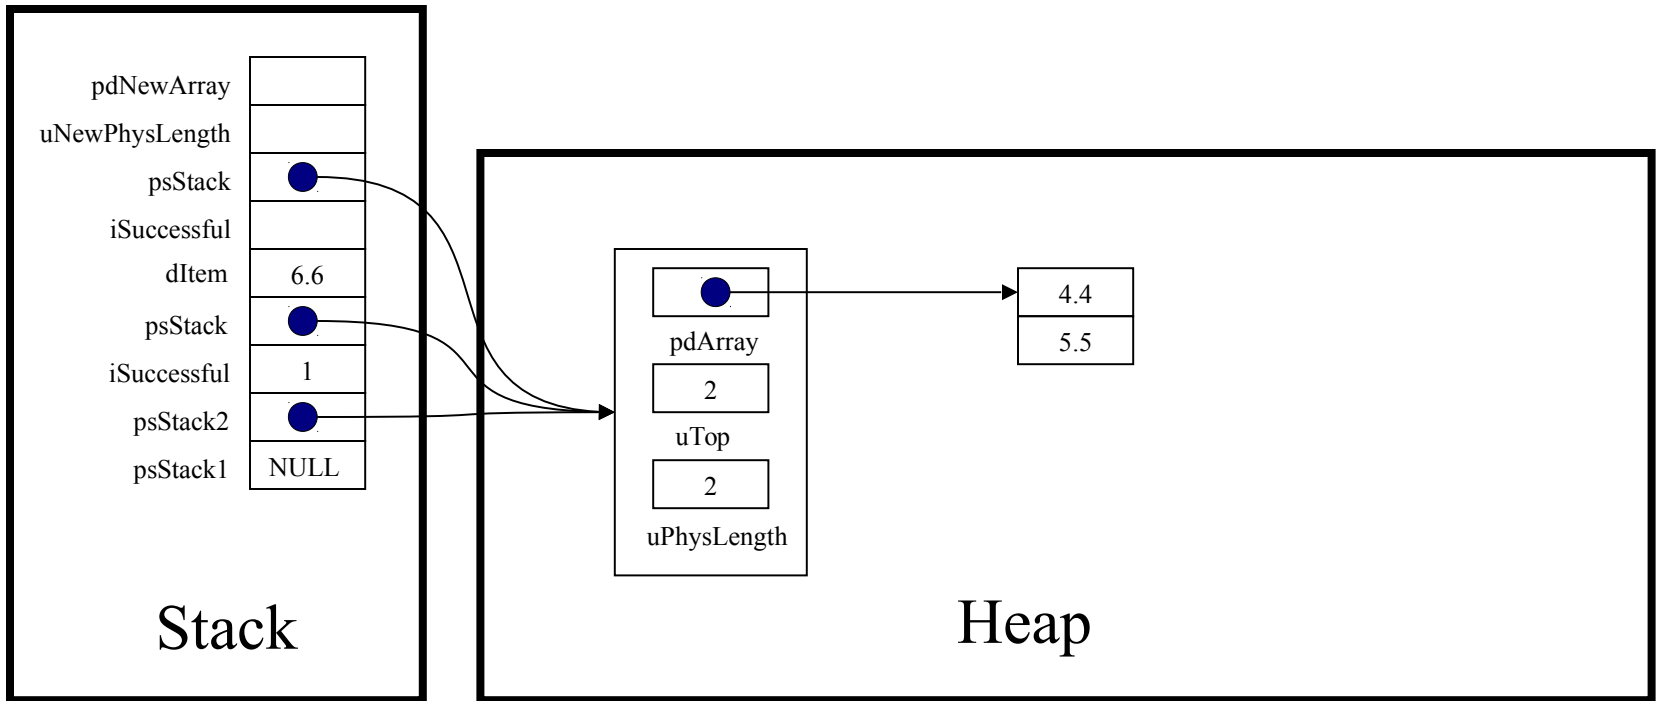 pdNewArray
uNewPhysLength
psStack
iSuccessful
dItem 6.6
psStack
iSuccessful 1
psStack2
psStack1 NULL
Stack
pdArray
2
uTop
2
uPhysLength
4.4
5.5
Heap